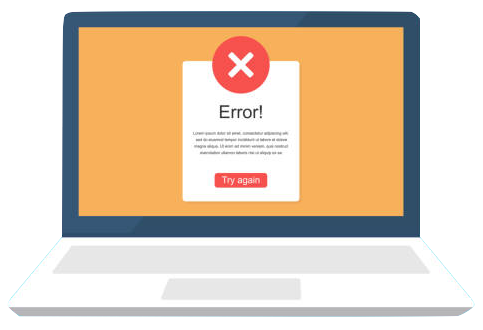 Error!
Lorem ipsum dolor sit amet, consectetur adipiscing elit,
sed do eiusmod tempor incididunt ut labore et dolore
magna aliqua. Ut enim ad minim veniam, quis nostrud
exercitation ullamco laboris nisi ut aliquip ex ea
Try again